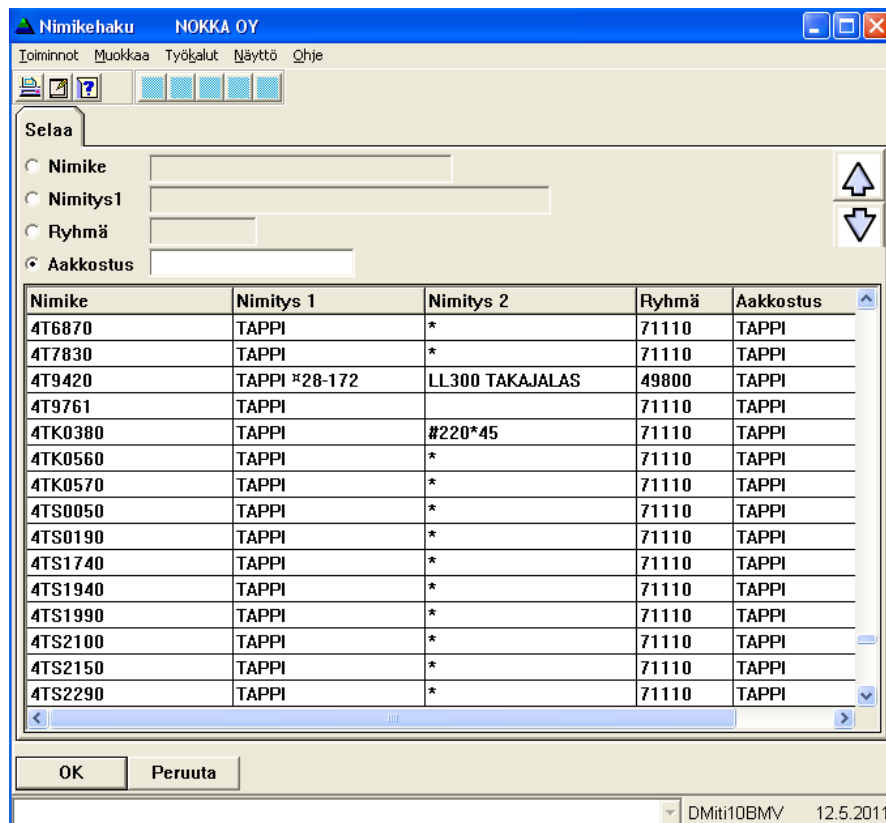 Nimikehaku NOKKA OY
Toiminnot Muokkaa Työkalut Näyttö Ohje
Selaa
Nimike
Nimitys1
Ryhmä
Aakkostus
Nimike Nimitys 1 Nimitys 2 Ryhmä Aakkostus
4T6870 TAPPI * 71110 TAPPI
4T7830 TAPPI * 71110 TAPPI
4T9420 TAPPI ¤28-172 LL300 TAKAJALAS 49800 TAPPI
4T9761 TAPPI 71110 TAPPI
4TK0380 TAPPI #220*45 71110 TAPPI
4TK0560 TAPPI * 71110 TAPPI
4TK0570 TAPPI * 71110 TAPPI
4TS0050 TAPPI * 71110 TAPPI
4TS0190 TAPPI * 71110 TAPPI
4TS1740 TAPPI * 71110 TAPPI
4TS1940 TAPPI * 71110 TAPPI
4TS1990 TAPPI * 71110 TAPPI
4TS2100 TAPPI * 71110 TAPPI
4TS2150 TAPPI * 71110 TAPPI
4TS2290 TAPPI * 71110 TAPPI
OK Peruuta
DMiti10BMV 12.5.2011